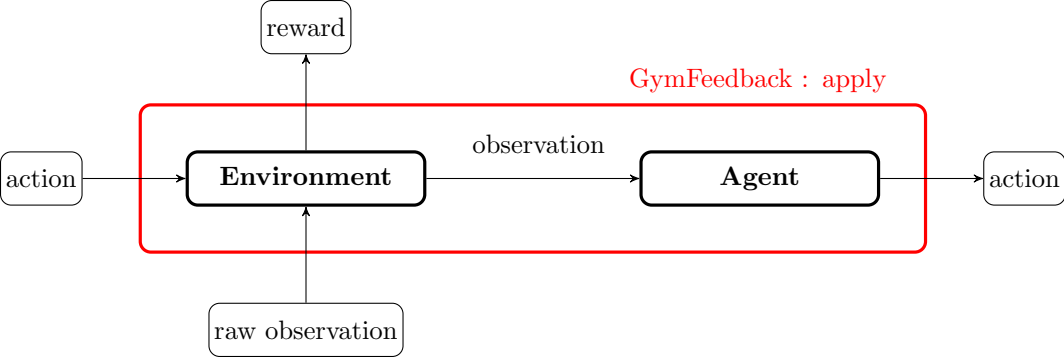 reward
GymFeedback : apply
observation
action
Environment
Agent
action
raw observation